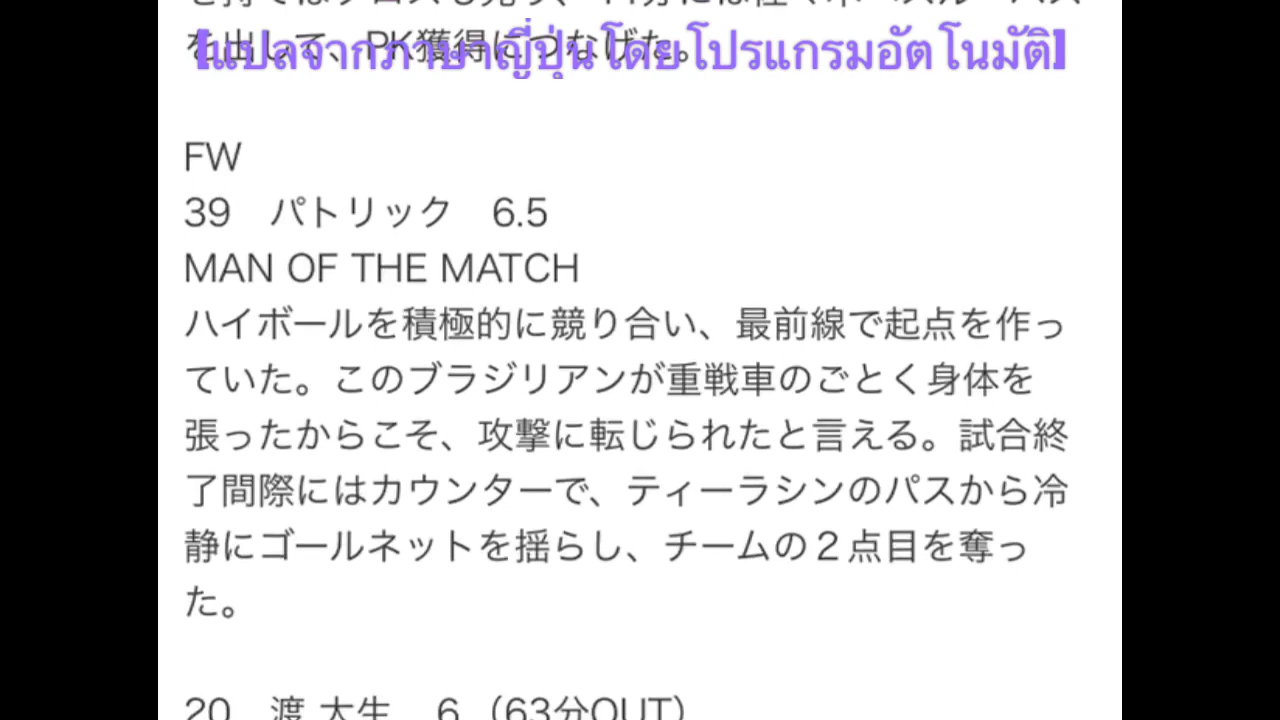 を出して、PK獲得につなげた。
[แปลจากภาษาญี่ปุ่น โดยโปรแกรมอัตโนมัติ]
FW
39 パトリック 6.5
MAN OF THE MATCH
ハイボールを積極的に競り合い、最前線で起点を作っ
ていた。このブラジリアンが重戦車のごとく身体を
張ったからこそ、攻撃に転じられたと言える。試合終
了間際にはカウンターで、ティーラシンのパスから冷
静にゴールネットを揺らし、チームの２点目を奪っ
た。
20 渡 大生 6（63分OUT）